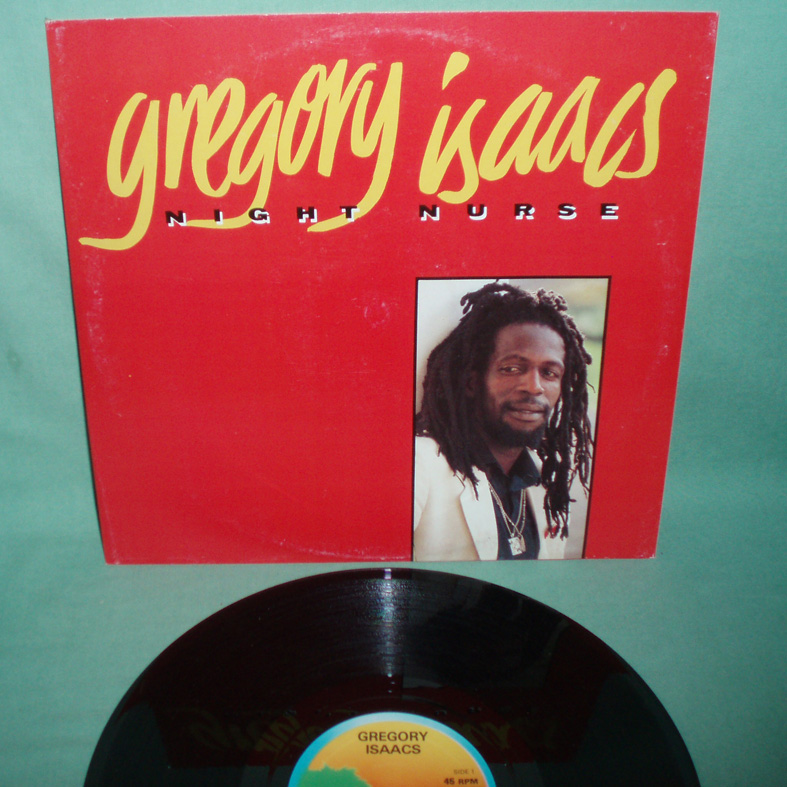 gregory isaacs
NIGHT NURSE
GREGORY
ISAACS
SIDE 1
45 RPM